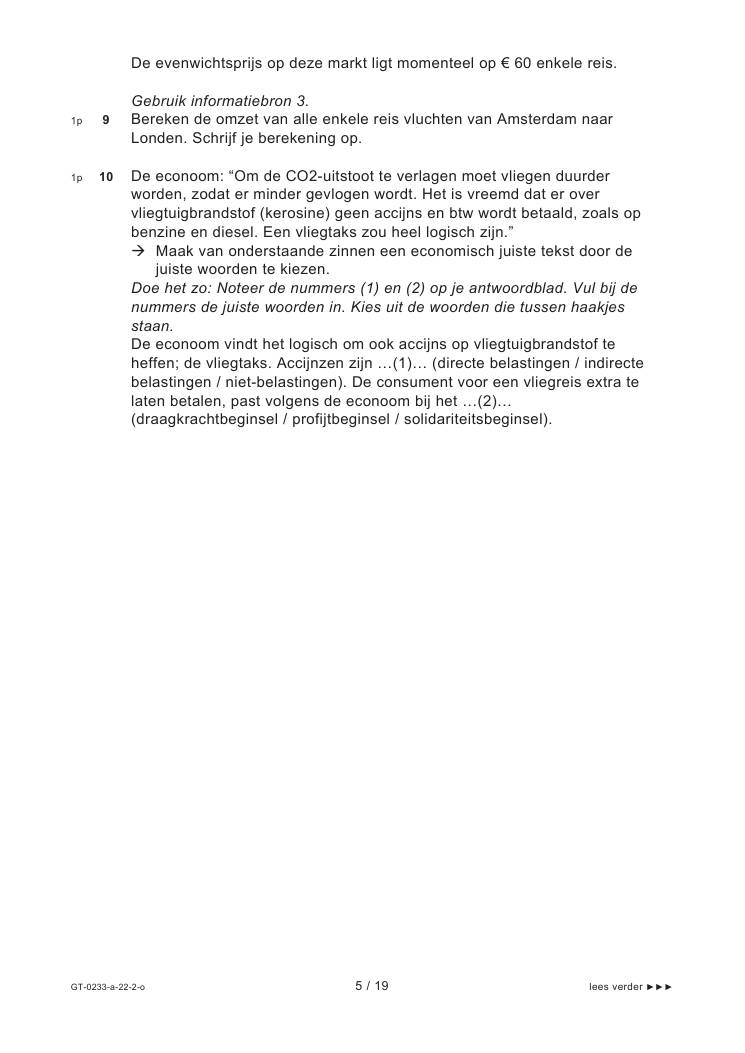 De evenwichtsprijs op deze markt ligt momenteel op € 60 enkele reis.
Gebruik informatiebron 3.
1p 9 Bereken de omzet van alle enkele reis vluchten van Amsterdam naar
Londen. Schrijf je berekening op.
1p 10 De econoom: “Om de CO2-uitstoot te verlagen moet vliegen duurder
worden, zodat er minder gevlogen wordt. Het is vreemd dat er over
vliegtuigbrandstof (kerosine) geen accijns en btw wordt betaald, zoals op
benzine en diesel. Een vliegtaks zou heel logisch zijn.”
→ Maak van onderstaande zinnen een economisch juiste tekst door de
juiste woorden te kiezen.
Doe het zo: Noteer de nummers (1) en (2) op je antwoordblad. Vul bij de
nummers de juiste woorden in. Kies uit de woorden die tussen haakjes
staan.
De econoom vindt het logisch om ook accijns op vliegtuigbrandstof te
heffen; de vliegtaks. Accijnzen zijn …(1)… (directe belastingen / indirecte
belastingen / niet-belastingen). De consument voor een vliegreis extra te
laten betalen, past volgens de econoom bij het …(2)…
(draagkrachtbeginsel / profijtbeginsel / solidariteitsbeginsel).
GT-0233-a-22-2-o 5 / 19 lees verder ►►►